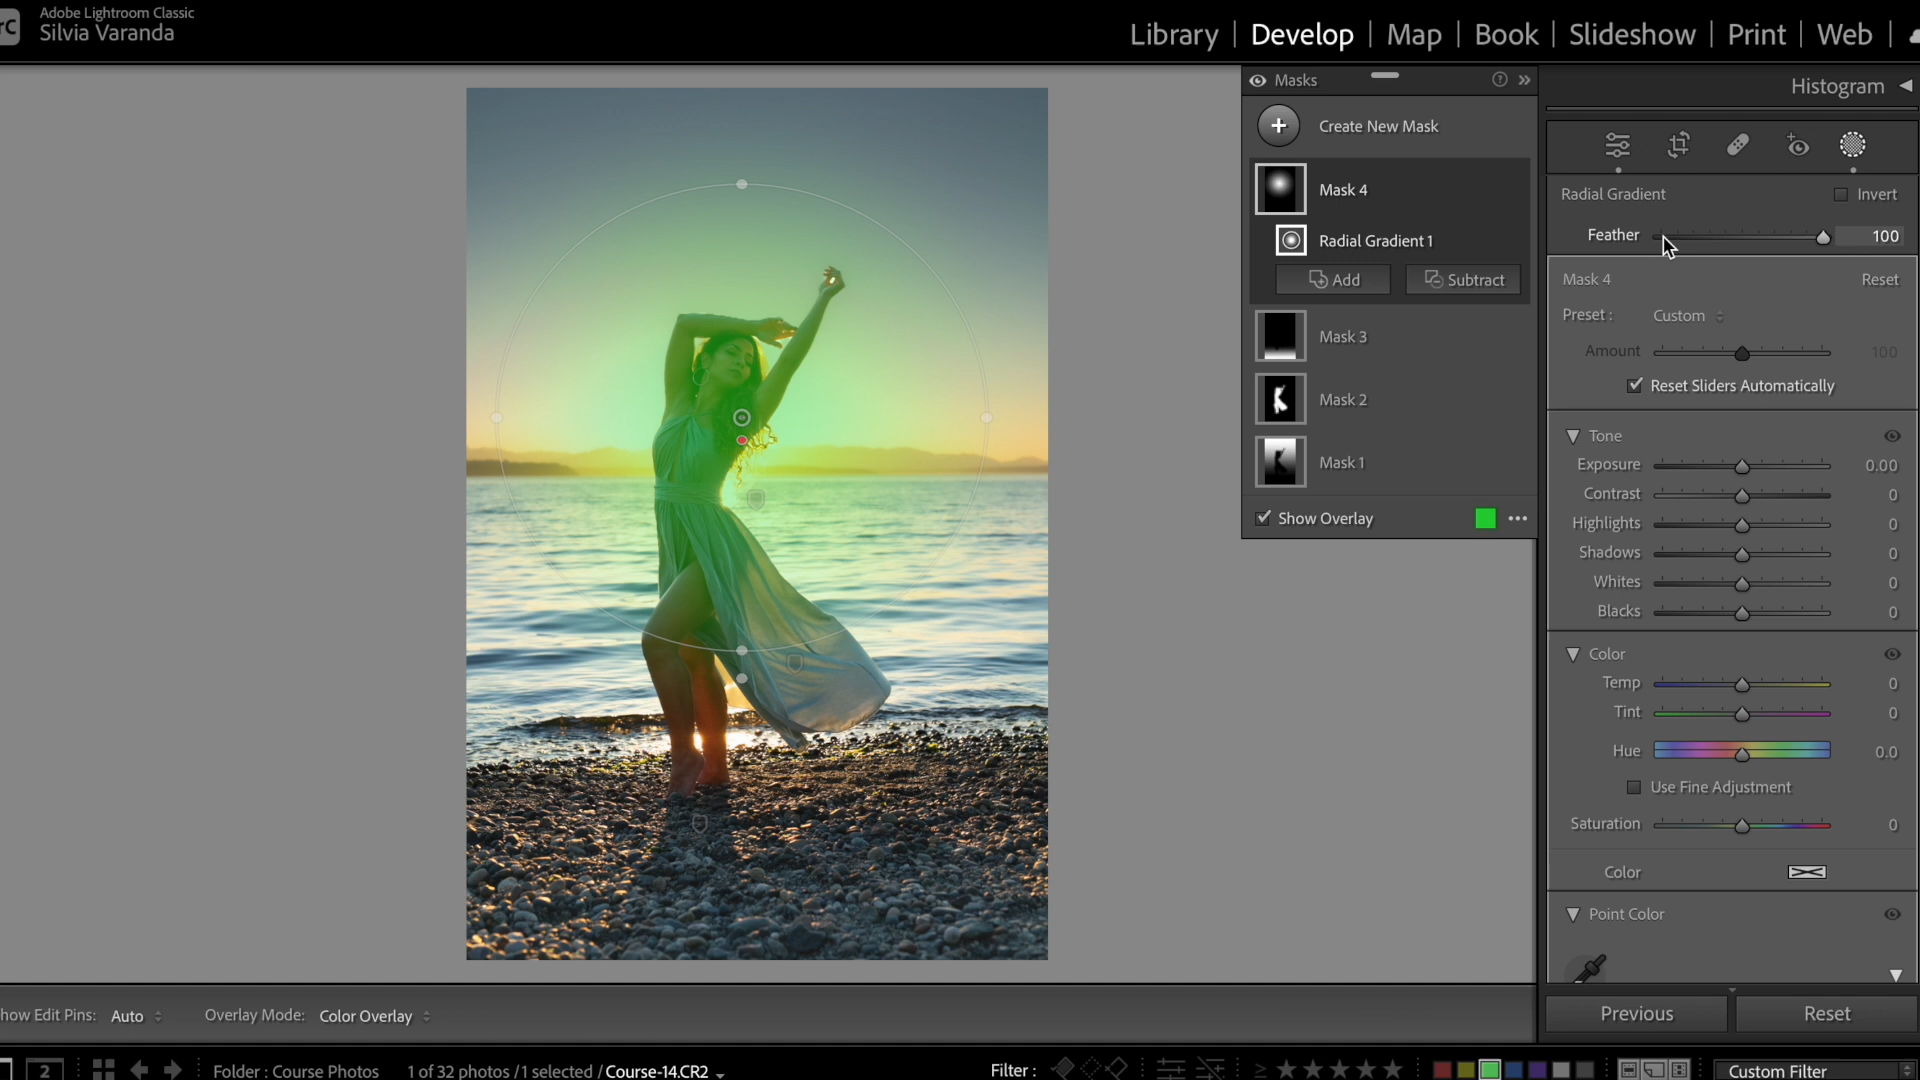 rC
Adobe Lightroom Classic
Silvia Varanda
Library | Develop | Map | Book | Slideshow | Print | Web |
Masks
Create New Mask
Mask 4
Radial Gradient 1
Add
Subtract
Mask 3
Mask 2
Mask 1
Show Overlay
Histogram
Radial Gradient
Invert
Feather 100
Mask 4 Reset
Preset : Custom
Amount 100
Reset Sliders Automatically
Tone
Exposure 0.00
Contrast 0
Highlights 0
Shadows 0
Whites 0
Blacks 0
Color
Temp 0
Tint 0
Hue 0.0
Use Fine Adjustment
Saturation 0
Color
Point Color
Previous Reset
how Edit Pins: Auto Overlay Mode: Color Overlay
2 Folder : Course Photos 1 of 32 photos /1 selected / Course-14.CR2 Filter : ≥ Custom Filter